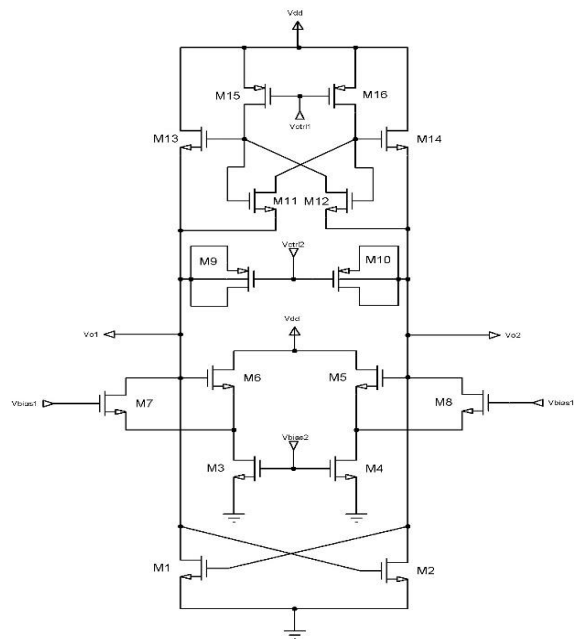 Vdd
M15
M16
Vctrl1
M13
M14
M11
M12
Vctrl2
M9
M10
Vo1
Vdd
Vo2
M6
M5
Vbias1
M7
M8
Vbias1
Vbias2
M3
M4
M1
M2